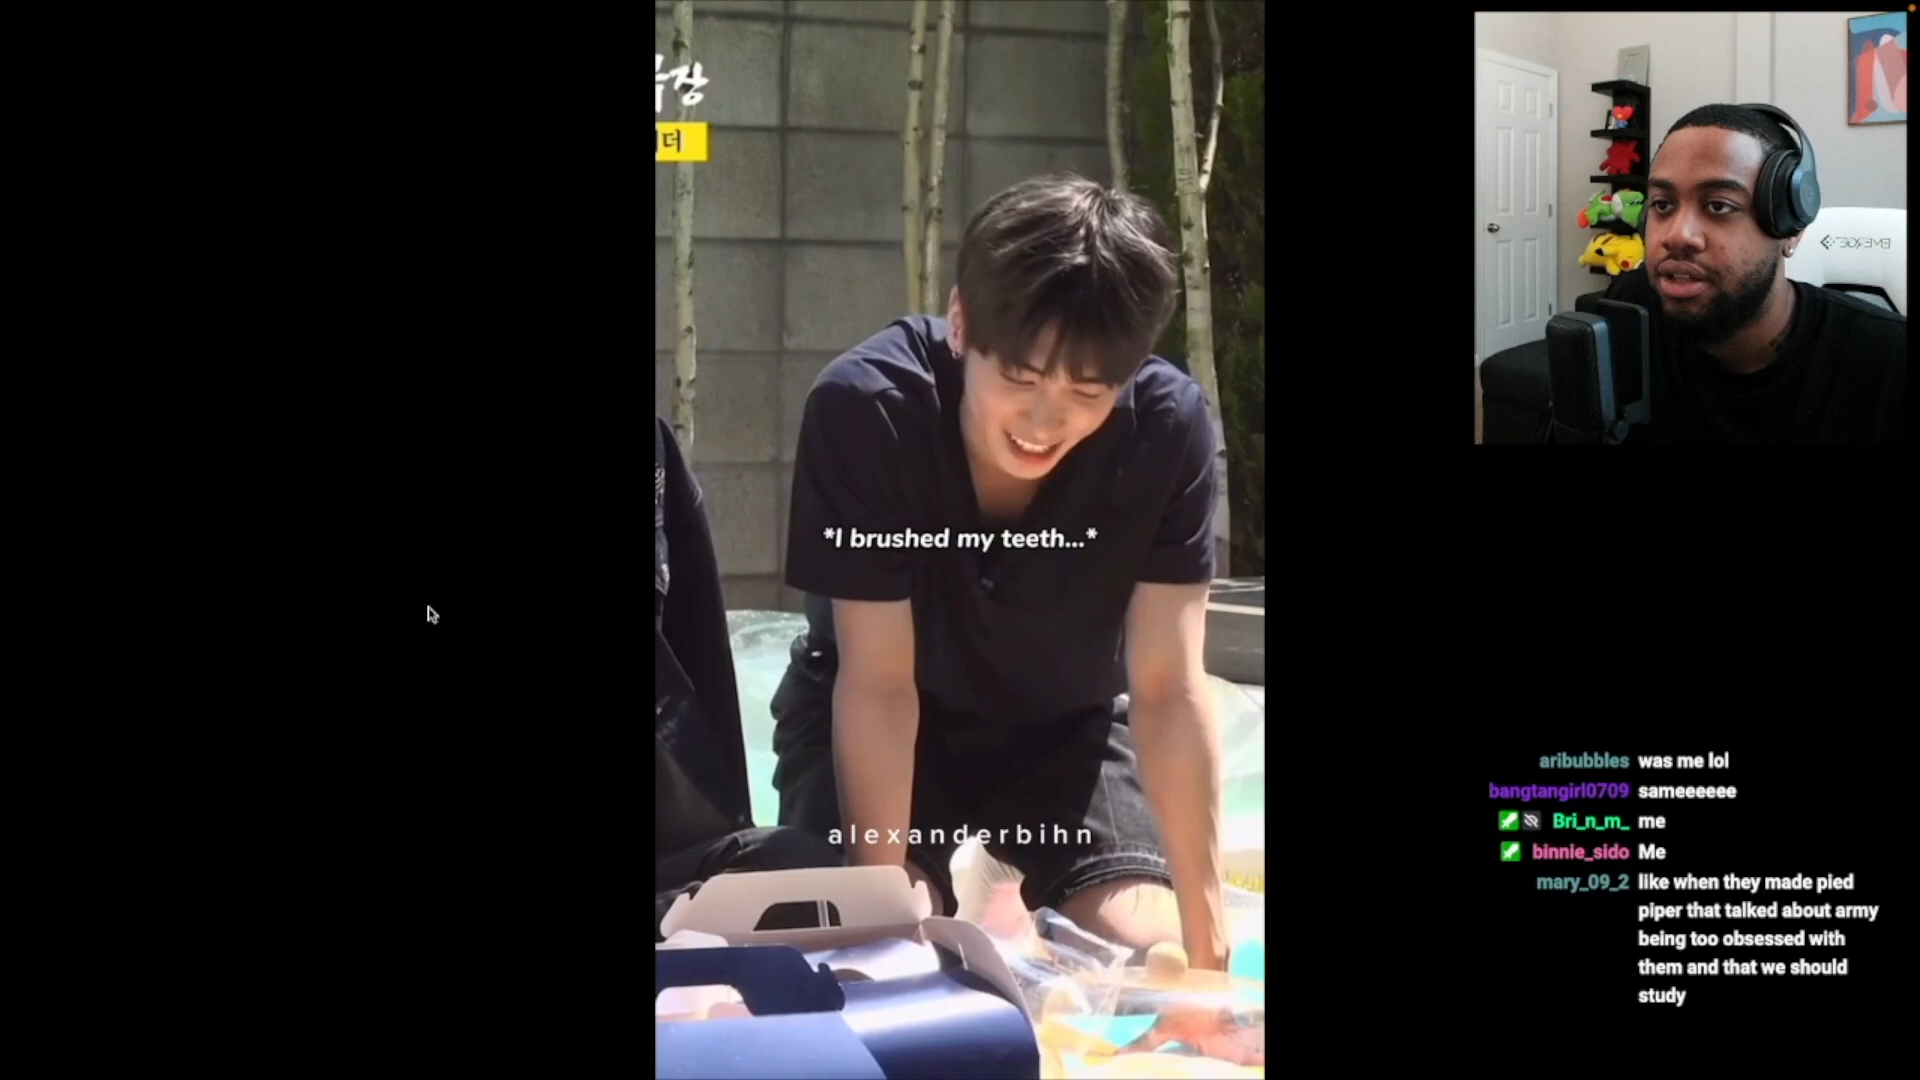 더
*I brushed my teeth...*
alexanderbihn
aribubbles was me lol
bangtangirl0709 sameeeeee
Bri_n_m_ me
binnie_sido Me
mary_09_2 like when they made pied
piper that talked about army
being too obsessed with
them and that we should
study